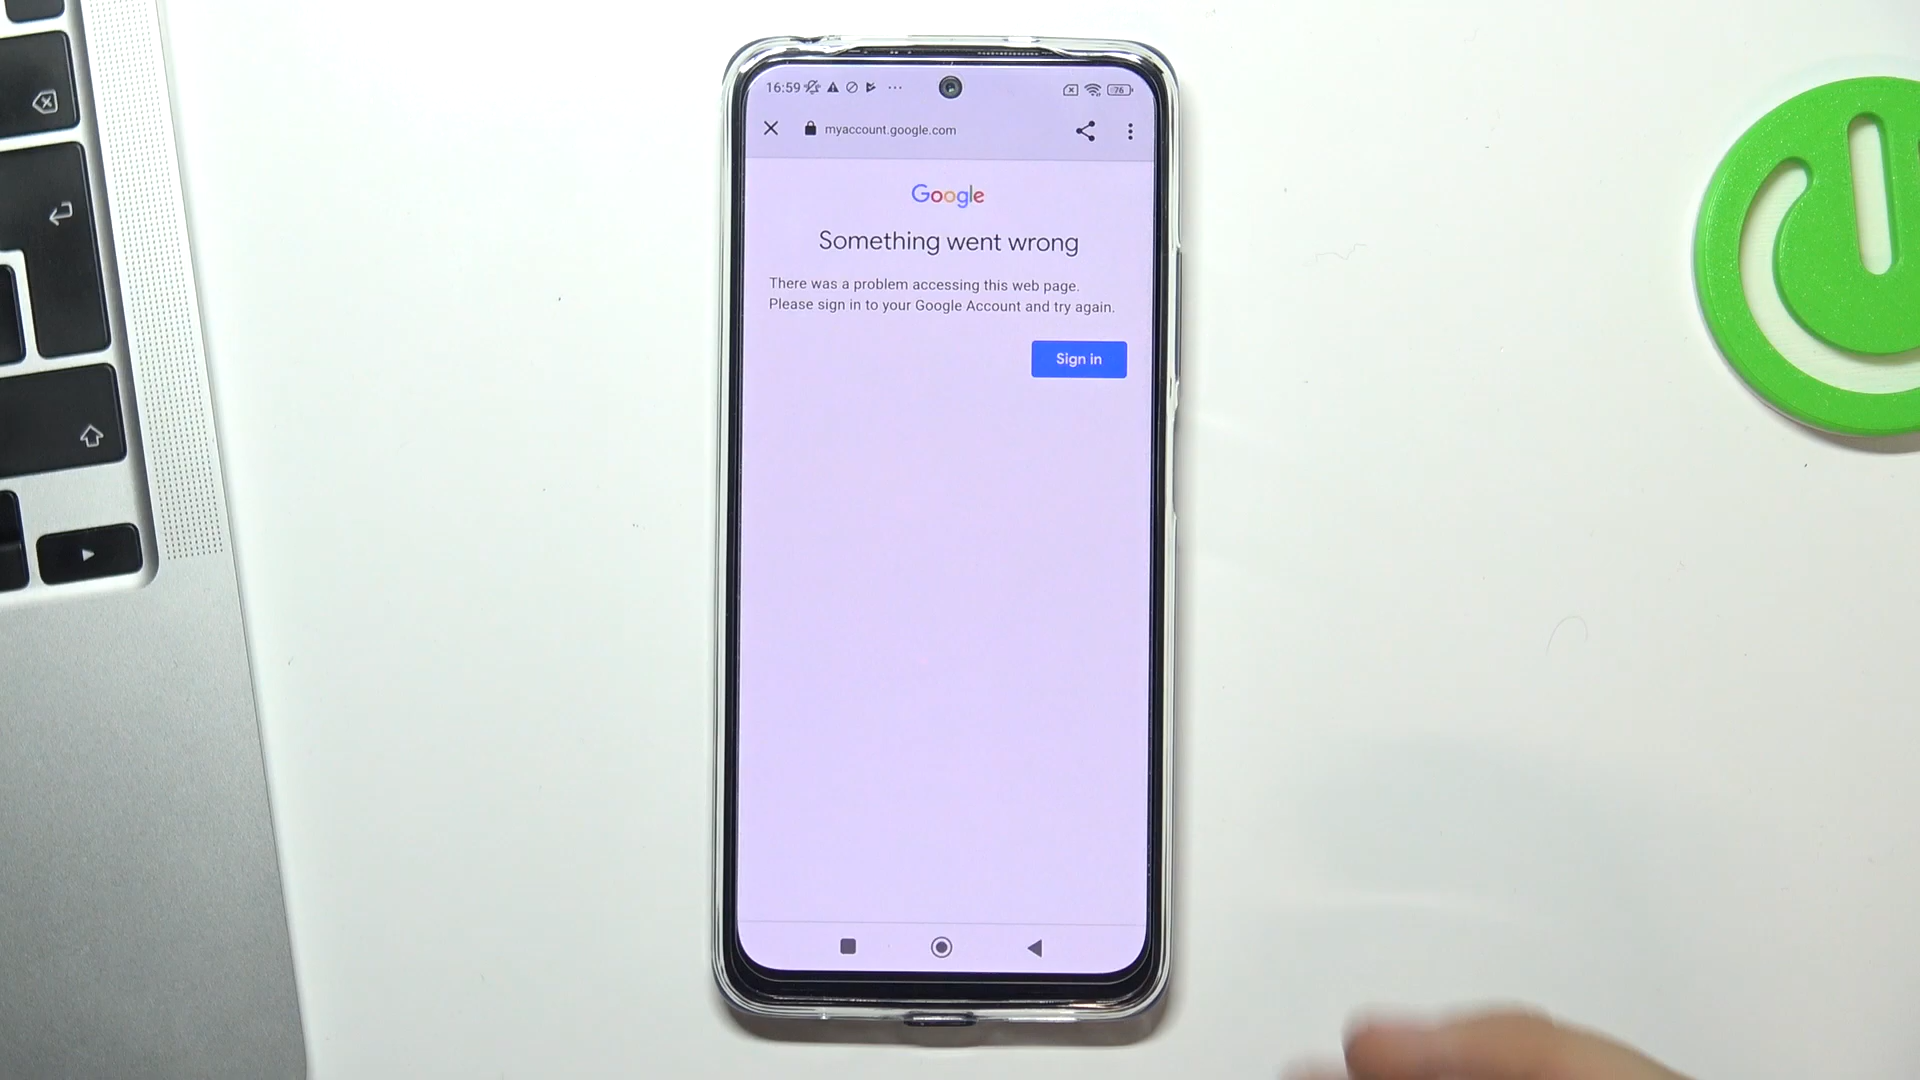 16:59
76
myaccount.google.com
Google
Something went wrong
There was a problem accessing this web page.
Please sign in to your Google Account and try again.
Sign in